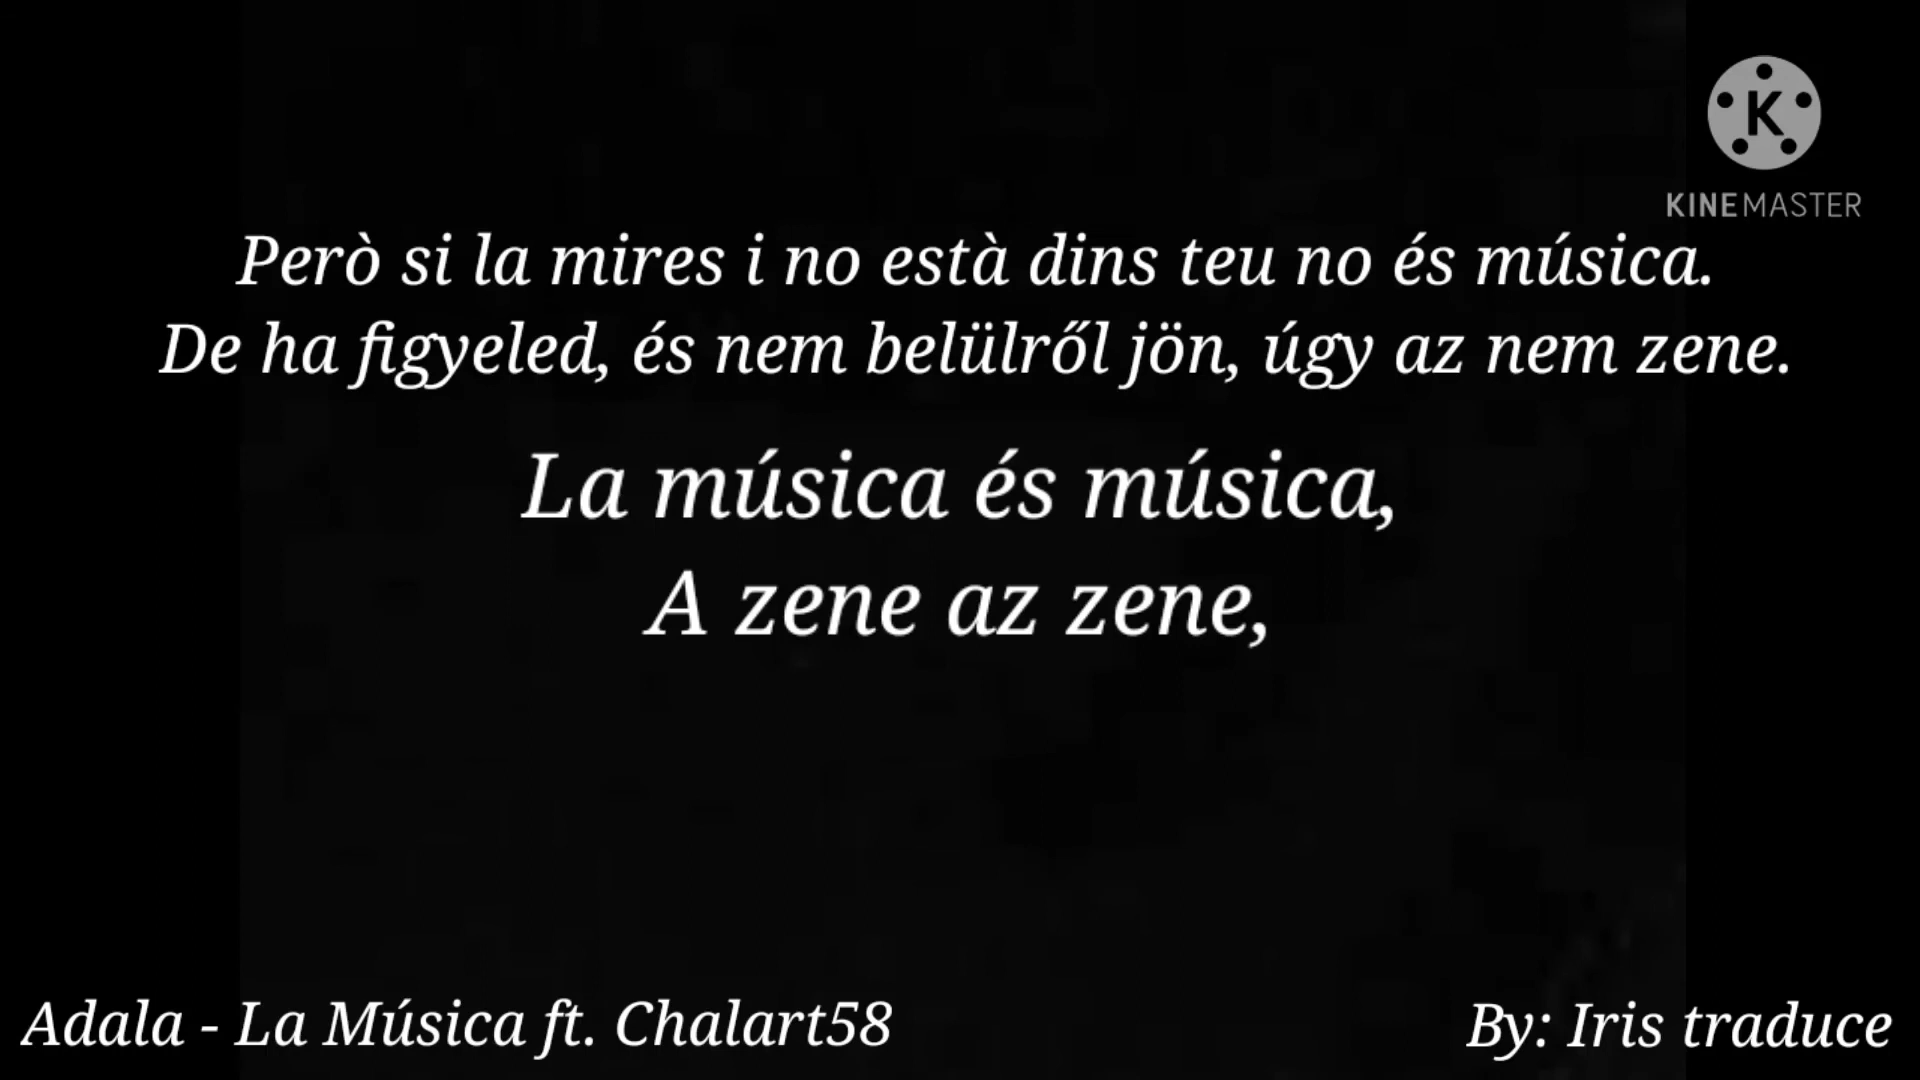 K
KINEMASTER
Però si la mires i no està dins teu no és música.
De ha figyeled, és nem belülről jön, úgy az nem zene.
La música és música,
A zene az zene,
Adala - La Música ft. Chalart58
By: Iris traduce